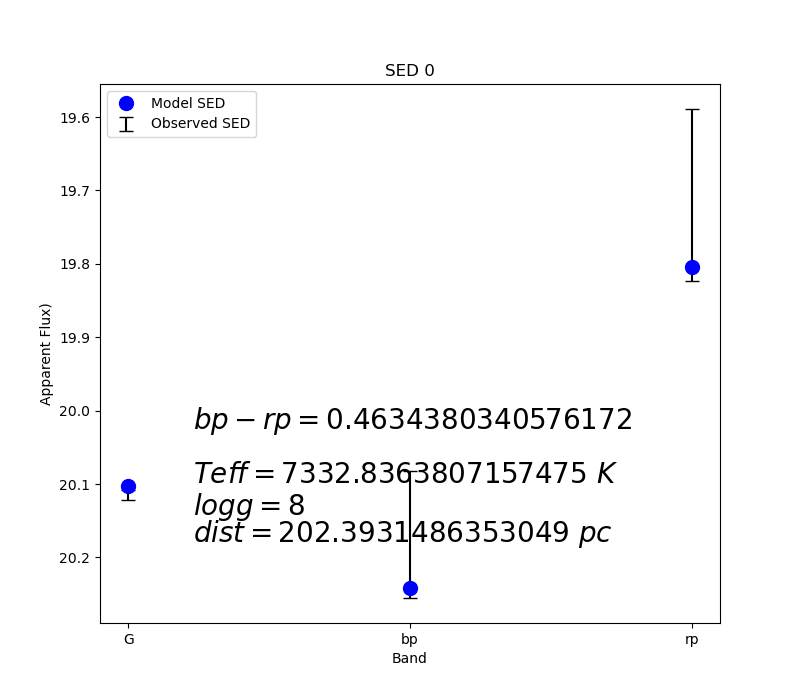 SED 0
Model SED
Observed SED
19.6
19.7
19.8
19.9
20.0
20.1
20.2
Apparent Flux)
bp − rp = 0.4634380340576172
Teff = 7332.8363807157475 K
logg = 8
dist = 202.3931486353049 pc
G bp rp
Band